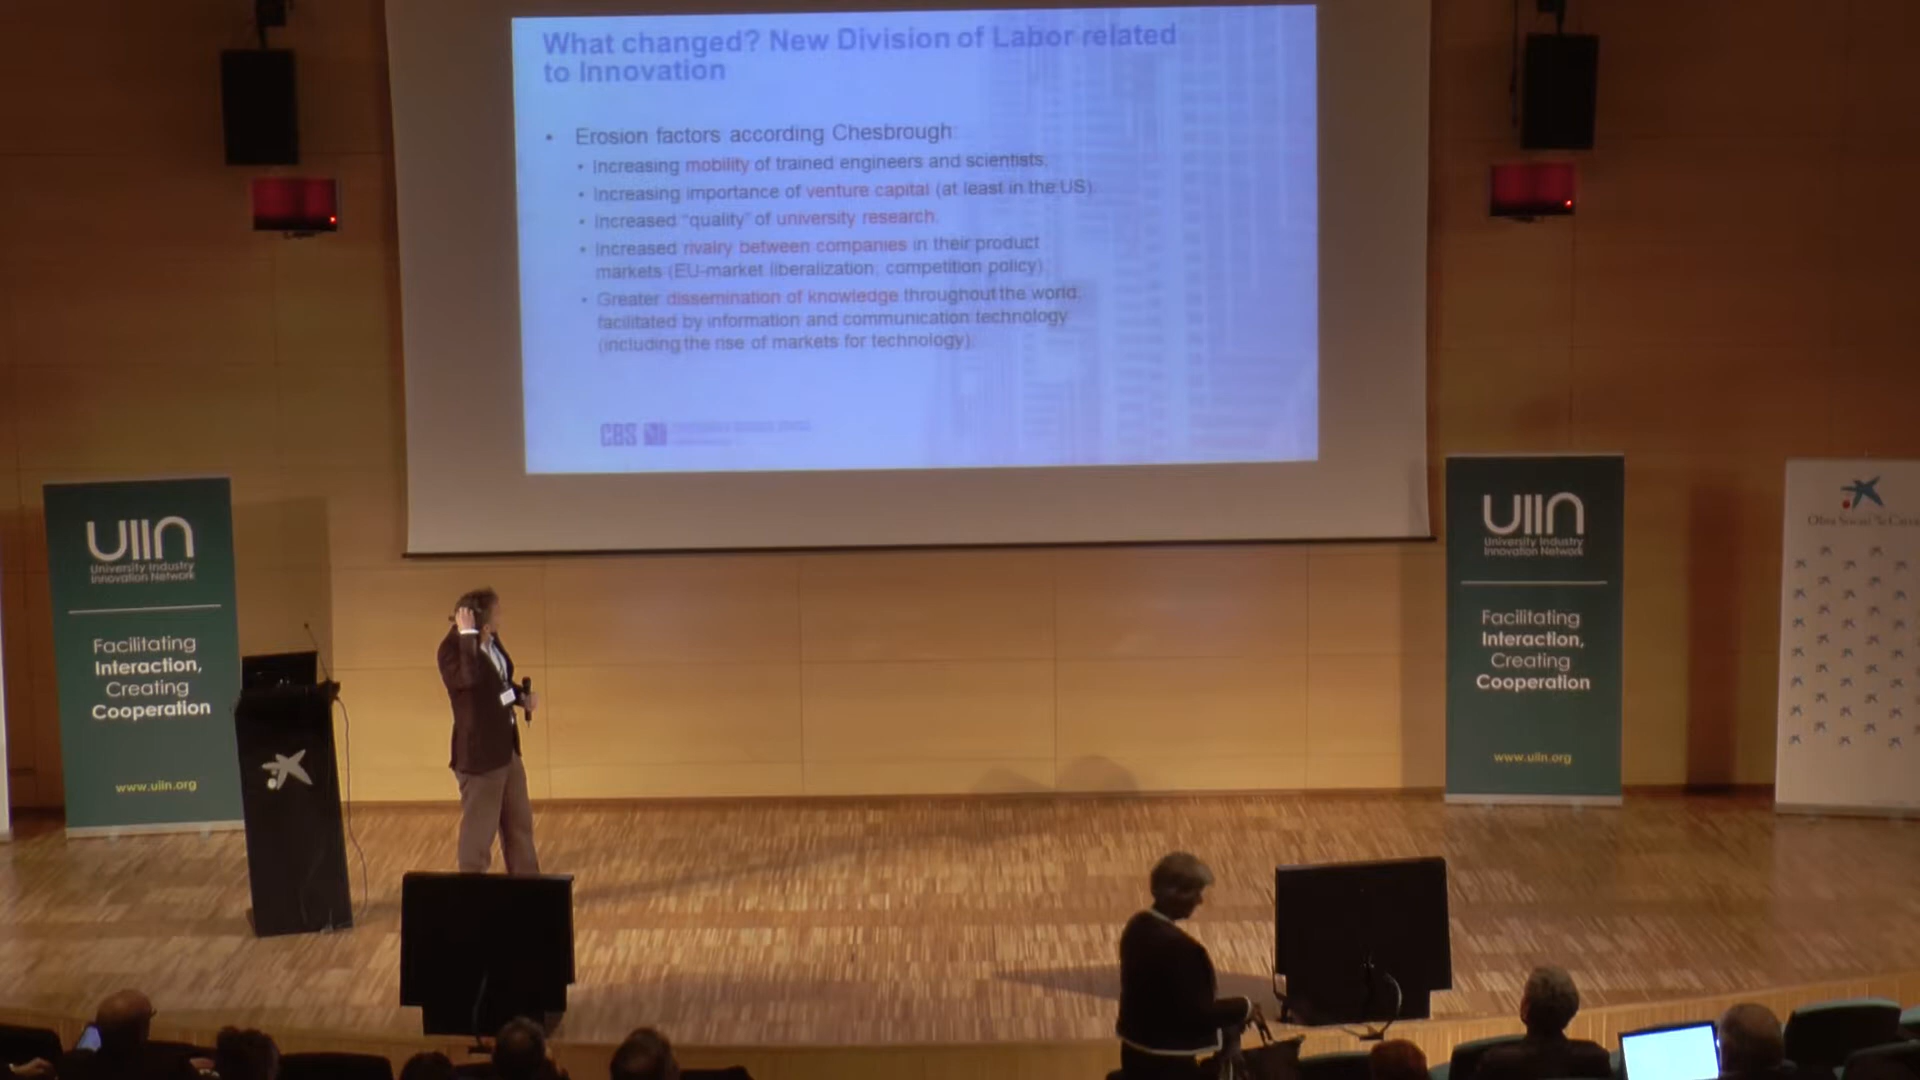 What changed? New Division of Labor related
to Innovation
• Erosion factors according Chesbrough:
• Increasing mobility of trained engineers and scientists.
• Increasing importance of venture capital (at least in the US).
• Increased "quality" of university research.
• Increased rivalry between companies in their product
markets (EU-market liberalization, competition policy).
• Greater dissemination of knowledge throughout the world,
facilitated by information and communication technology
(including the rise of markets for technology).
CBS
UIIN
University Industry
Innovation Network
Facilitating
Interaction,
Creating
Cooperation
www.uiin.org
UIIN
University Industry
Innovation Network
Facilitating
Interaction,
Creating
Cooperation
www.uiin.org
Obra Social